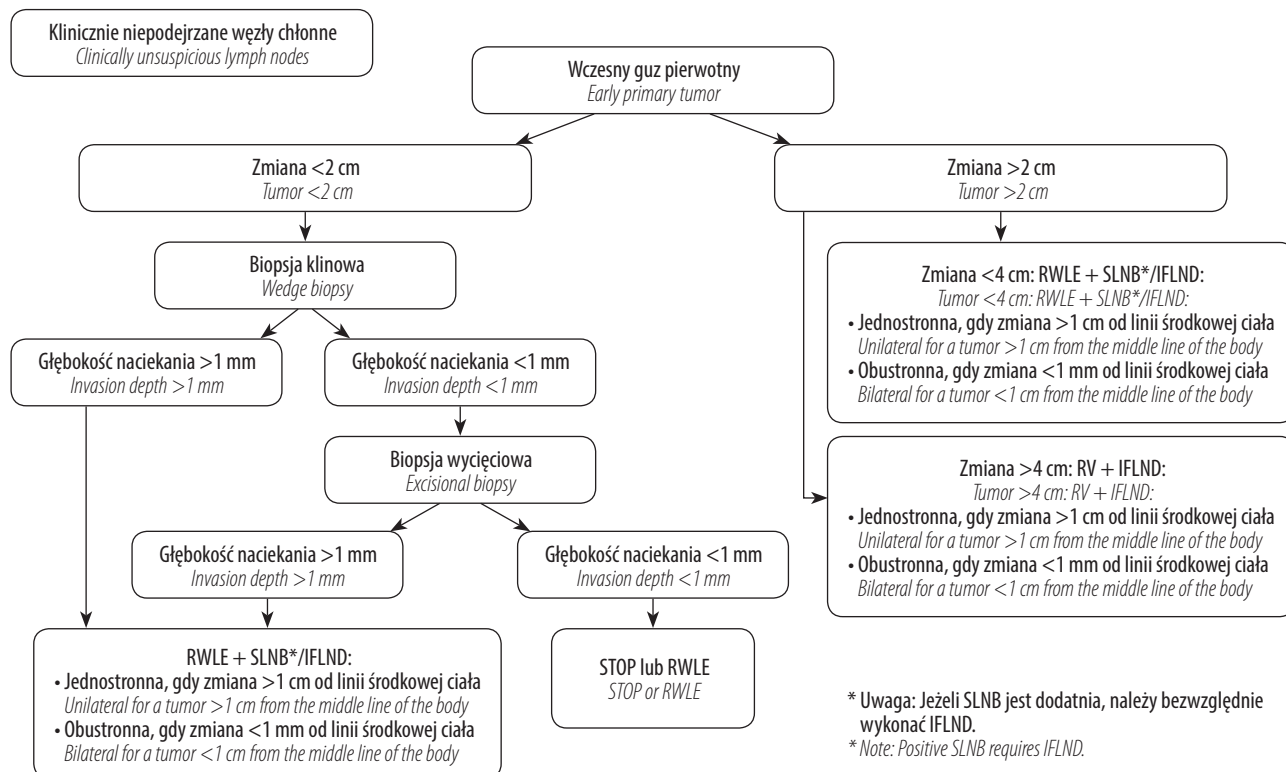 Klinicznie niepodejrzane węzły chłonne
Clinically unsuspicious lymph nodes
Wczesny guz pierwotny
Early primary tumor
Zmiana <2 cm
Tumor <2 cm
Zmiana >2 cm
Tumor >2 cm
Biopsja klinowa
Wedge biopsy
Zmiana <4 cm: RWLE + SLNB*/IFLND:
Tumor <4 cm: RWLE + SLNB*/IFLND:
• Jednostronna, gdy zmiana >1 cm od linii środkowej ciała
Unilateral for a tumor >1 cm from the middle line of the body
• Obustronna, gdy zmiana <1 mm od linii środkowej ciała
Bilateral for a tumor <1 cm from the middle line of the body
Głębokość naciekania >1 mm
Invasion depth >1 mm
Głębokość naciekania <1 mm
Invasion depth <1 mm
Biopsja wycięciowa
Excisional biopsy
Zmiana >4 cm: RV + IFLND:
Tumor >4 cm: RV + IFLND:
• Jednostronna, gdy zmiana >1 cm od linii środkowej ciała
Unilateral for a tumor >1 cm from the middle line of the body
• Obustronna, gdy zmiana <1 mm od linii środkowej ciała
Bilateral for a tumor <1 cm from the middle line of the body
Głębokość naciekania >1 mm
Invasion depth >1 mm
Głębokość naciekania <1 mm
Invasion depth <1 mm
RWLE + SLNB*/IFLND:
• Jednostronna, gdy zmiana >1 cm od linii środkowej ciała
Unilateral for a tumor >1 cm from the middle line of the body
• Obustronna, gdy zmiana <1 mm od linii środkowej ciała
Bilateral for a tumor <1 cm from the middle line of the body
STOP lub RWLE
STOP or RWLE
* Uwaga: Jeżeli SLNB jest dodatnia, należy bezwzględnie
wykonać IFLND.
* Note: Positive SLNB requires IFLND.